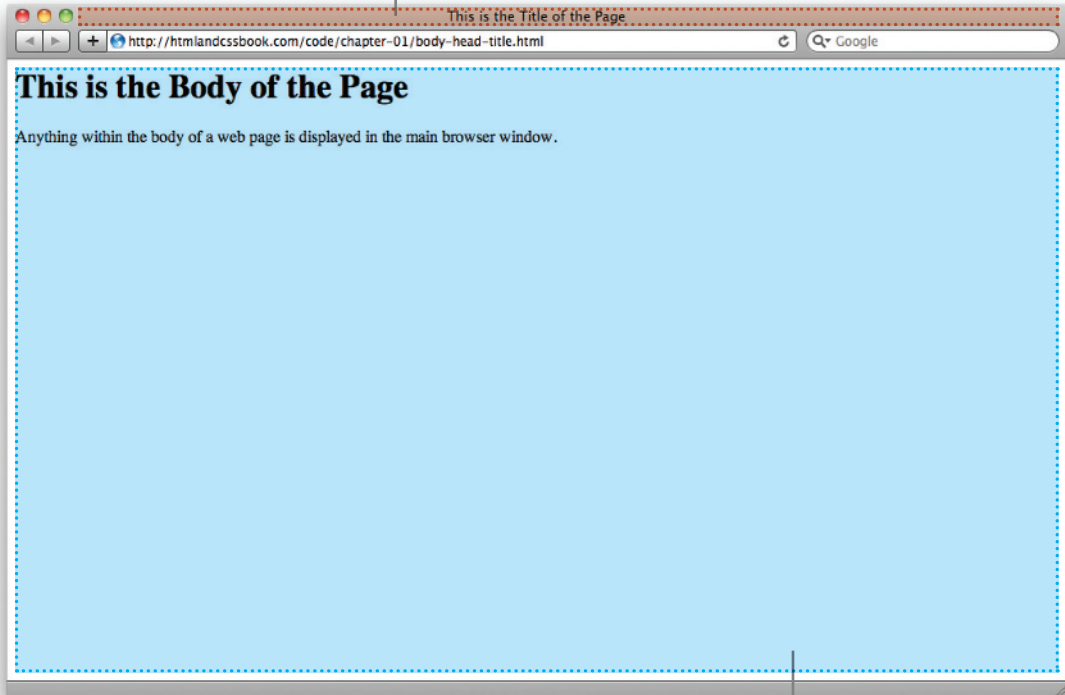 This is the Title of the Page
http://htmlandcssbook.com/code/chapter-01/body-head-title.html
Google
This is the Body of the Page
Anything within the body of a web page is displayed in the main browser window.